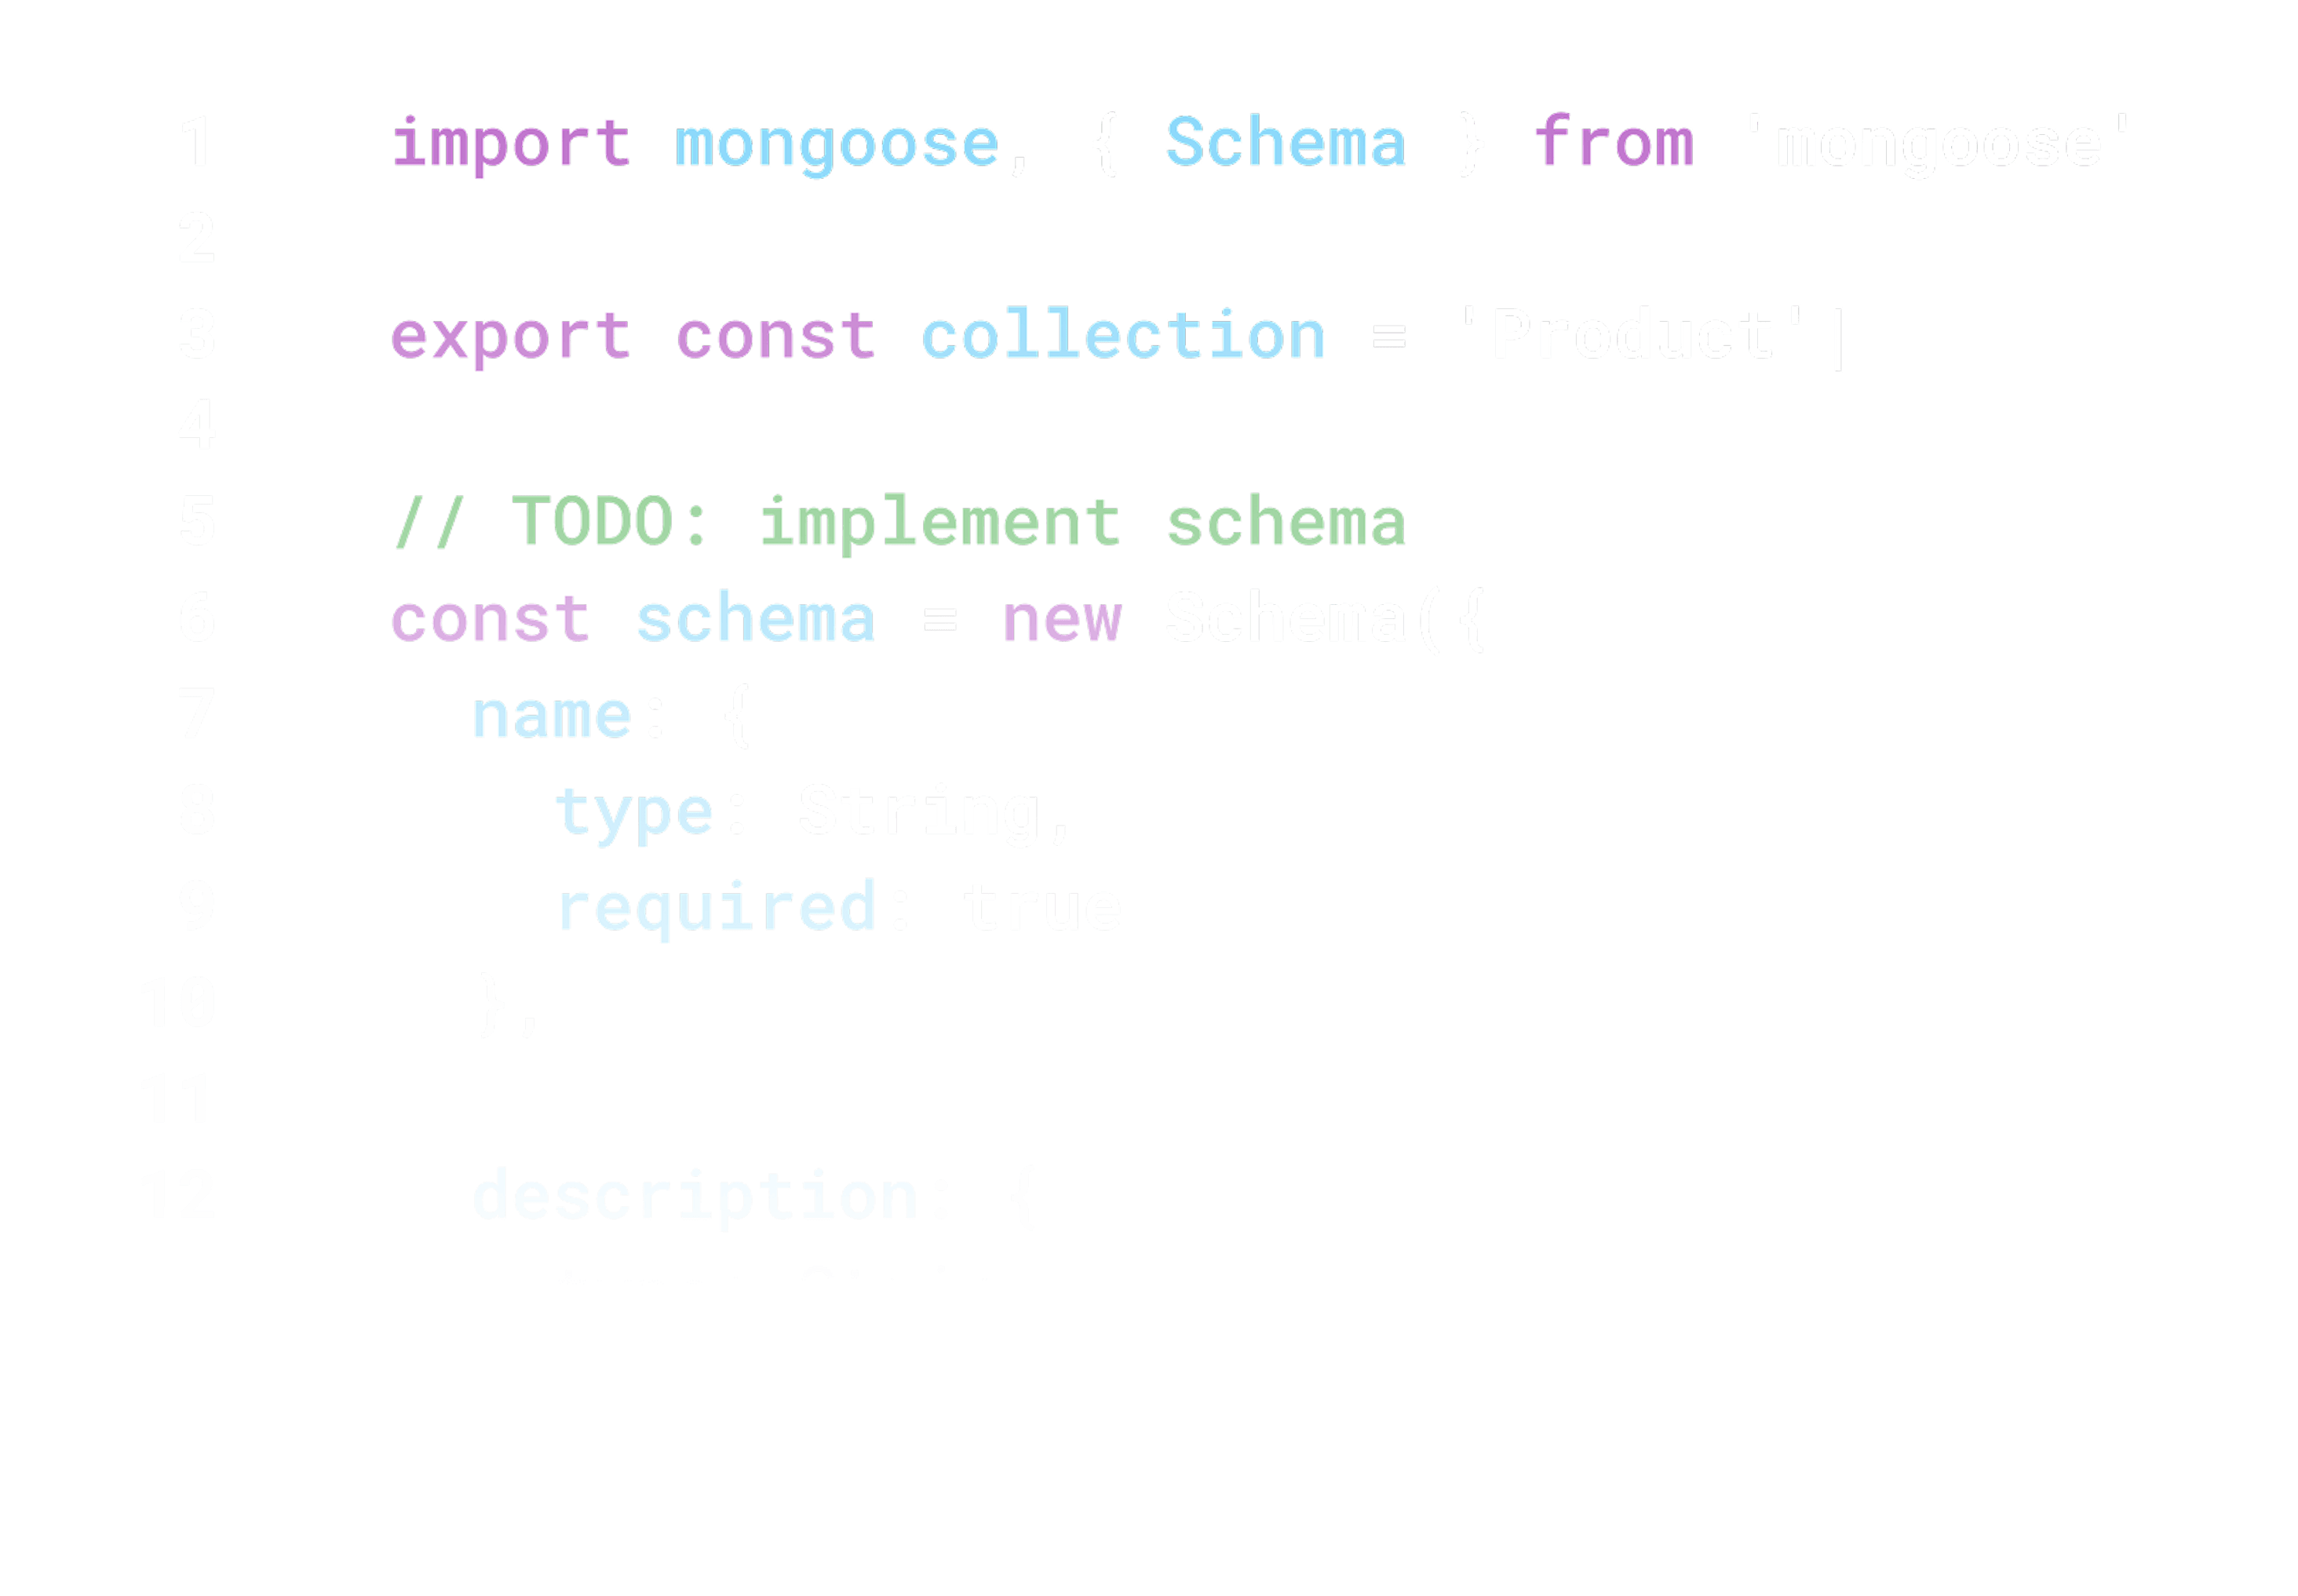 1 import mongoose, { Schema } from 'mongoose'
2
3 export const collection = 'Product'|
4
5 // TODO: implement schema
6 const schema = new Schema({
7 name: {
8 type: String,
9 required: true
10 },
11
12 description: {